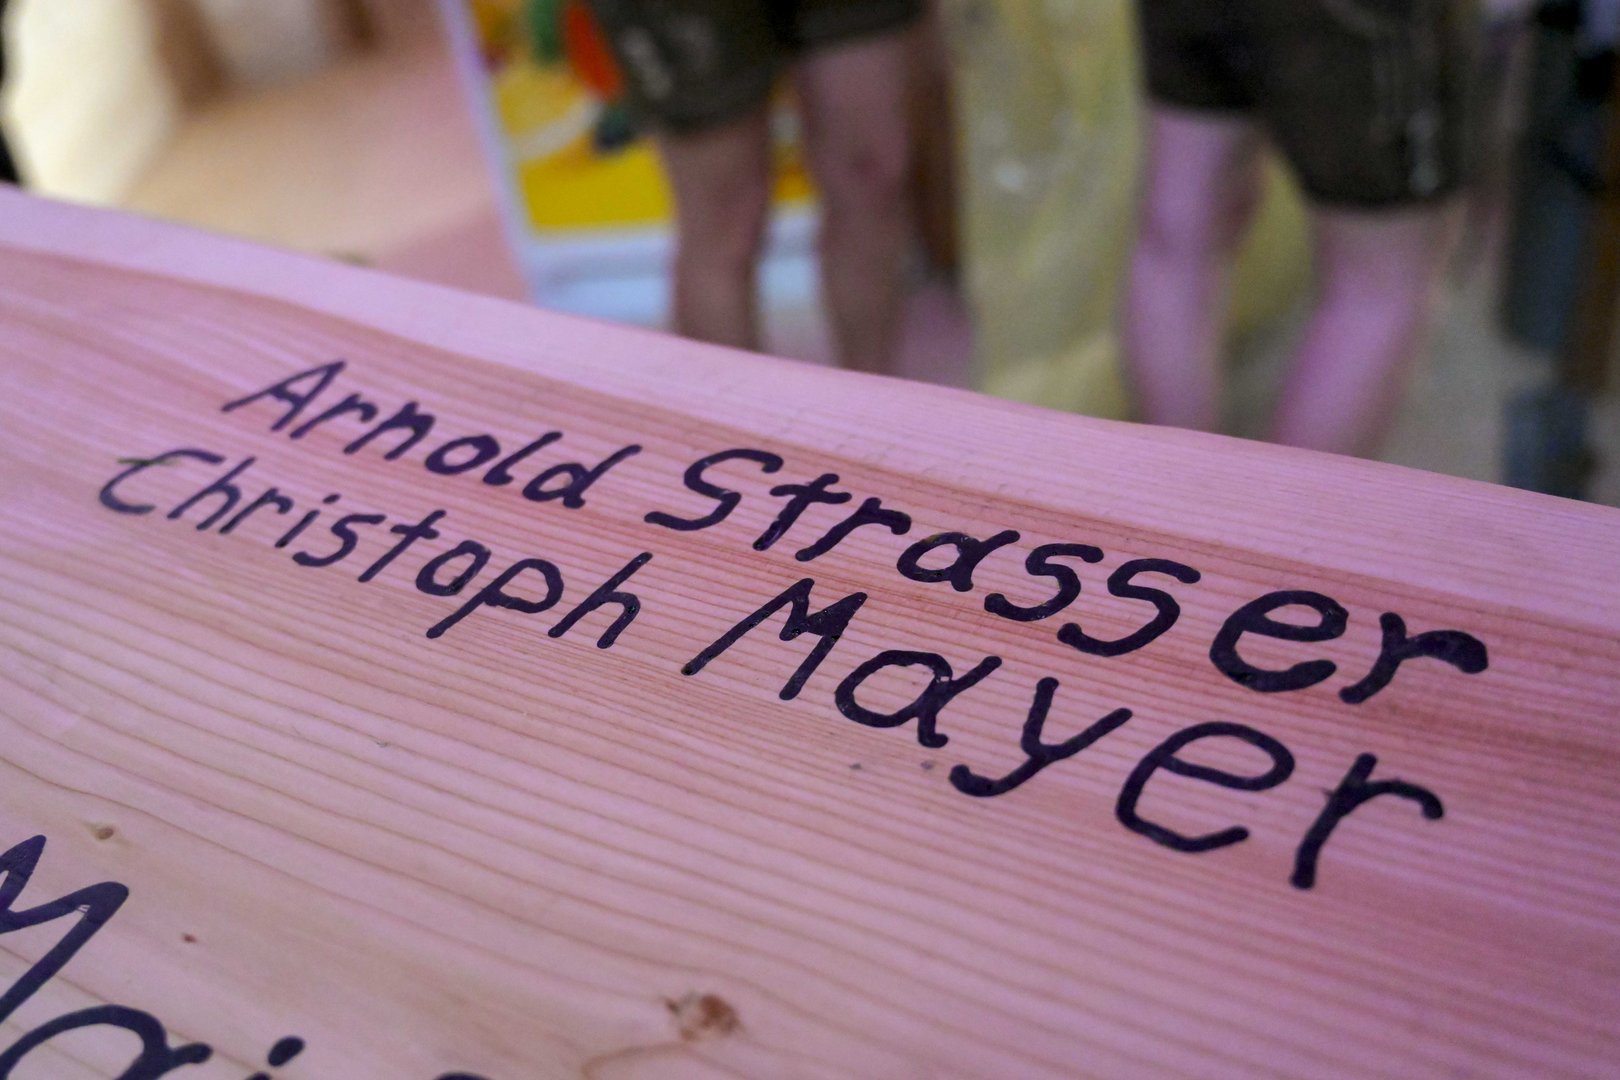 Arnold Strasser
Christoph Mayer